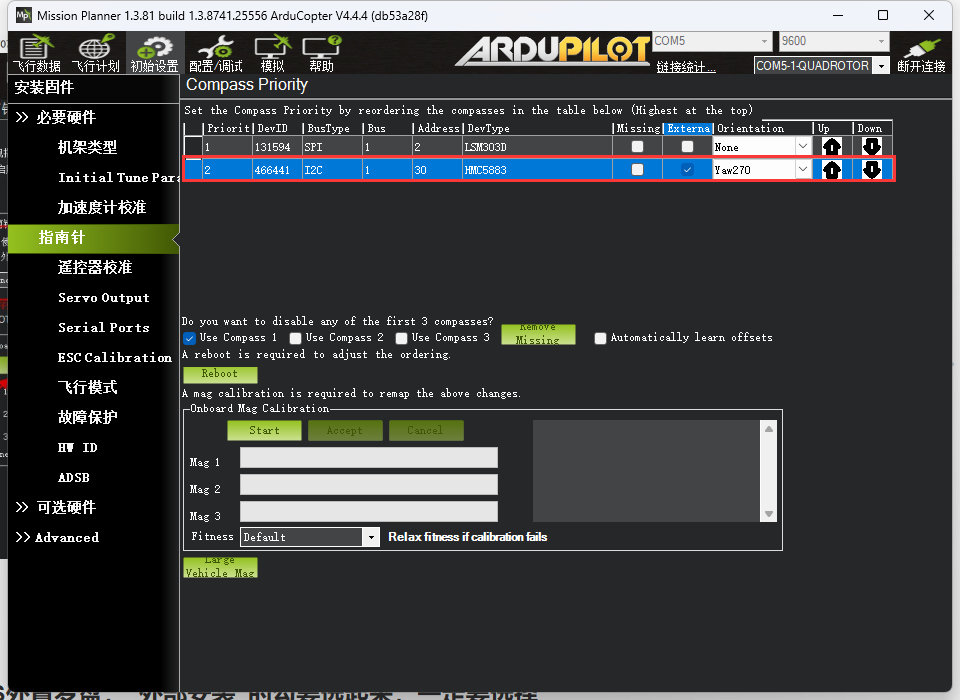 Mission Planner 1.3.81 build 1.3.8741.25556 ArduCopter V4.4.4 (db53a28f)
飞行数据 飞行计划 初始设置 配置/调试 模拟 帮助
ARDUPILOT
COM5 9600
链接统计... COM5-1-QUADROTOR 断开连接
安装固件
>> 必要硬件
机架类型
Initial Tune Para
加速度计校准
指南针
遥控器校准
Servo Output
Serial Ports
ESC Calibration
飞行模式
故障保护
HW ID
ADSB
>> 可选硬件
>> Advanced
Compass Priority
Set the Compass Priority by reordering the compasses in the table below (Highest at the top)
Priorit DevID BusType Bus Address DevType Missing Externa Orientation Up Down
1 131594 SPI 1 2 LSM303D None
2 466441 I2C 1 30 HMC5883 Yaw270
Do you want to disable any of the first 3 compasses?
Use Compass 1 Use Compass 2 Use Compass 3 Remove Missing Automatically learn offsets
A reboot is required to adjust the ordering.
Reboot
A mag calibration is required to remap the above changes.
Onboard Mag Calibration
Start Accept Cancel
Mag 1
Mag 2
Mag 3
Fitness Default Relax fitness if calibration fails
Large
Vehicle Mag